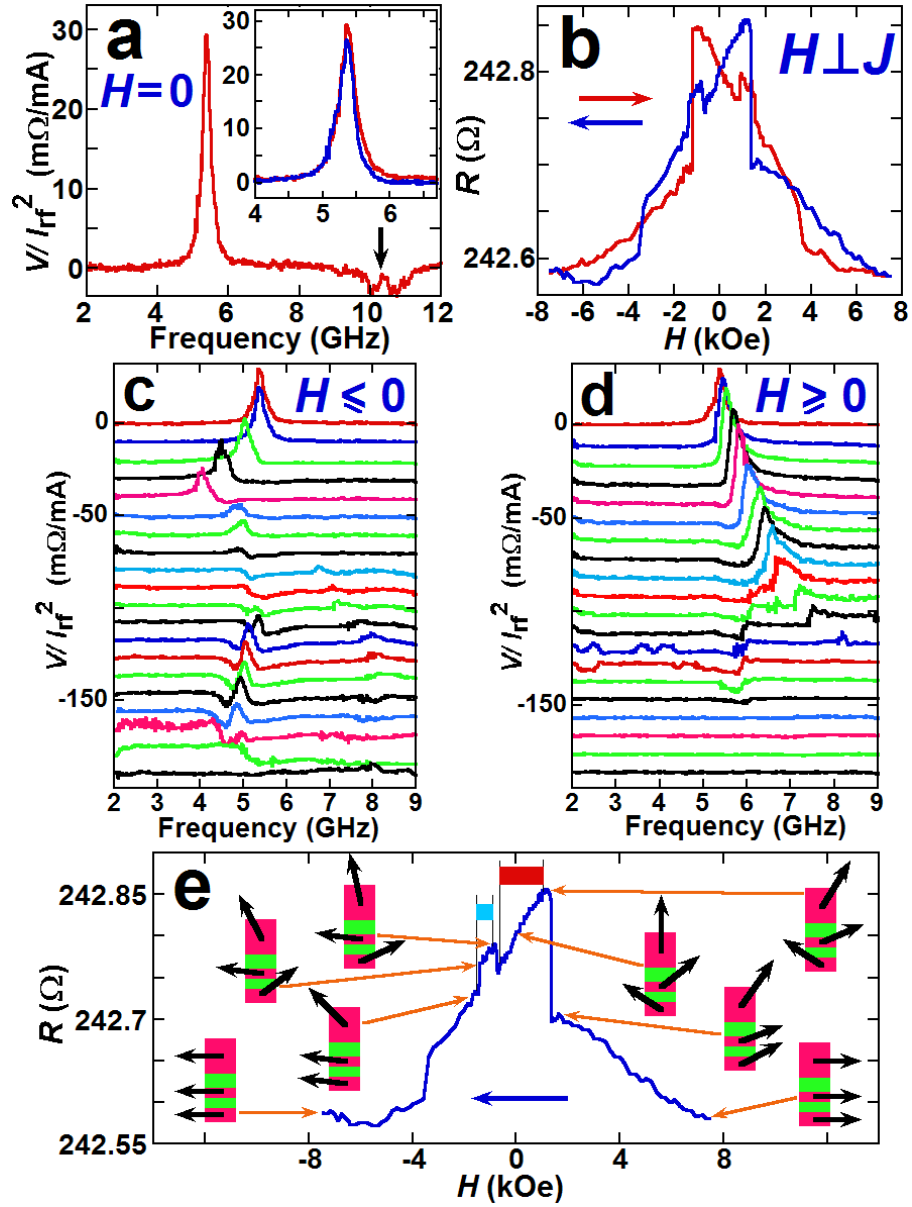 a
H = 0
30
20
10
0
V/ I_rf^2 (mΩ/mA)
2 4 6 8 10 12
Frequency (GHz)
30
20
10
0
4 5 6
b
H⊥J
242.8
242.6
R (Ω)
-8 -6 -4 -2 0 2 4 6 8
H (kOe)
c
H ⩽ 0
0
-50
-150
V/ I_rf^2 (mΩ/mA)
2 3 4 5 6 7 8 9
Frequency (GHz)
d
H ⩾ 0
0
-50
-150
V/ I_rf^2 (mΩ/mA)
2 3 4 5 6 7 8 9
Frequency (GHz)
e
242.85
242.7
242.55
R (Ω)
-8 -4 0 4 8
H (kOe)